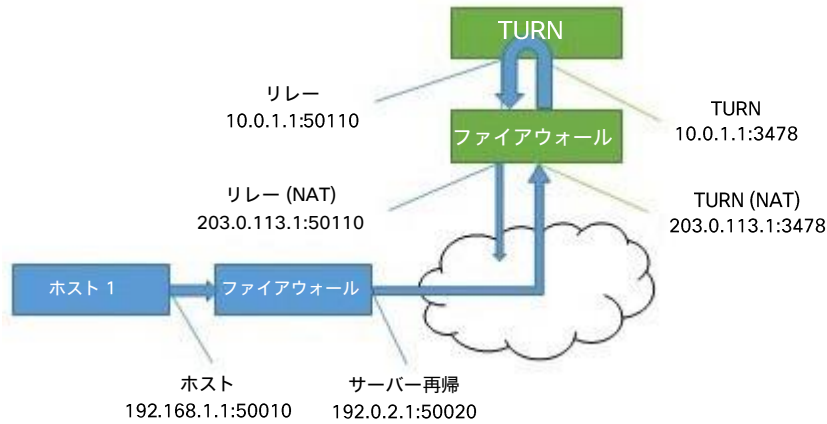 TURN
リレー
10.0.1.1:50110
TURN
10.0.1.1:3478
ファイアウォール
リレー (NAT)
203.0.113.1:50110
TURN (NAT)
203.0.113.1:3478
ホスト 1
ファイアウォール
ホスト
192.168.1.1:50010
サーバー再帰
192.0.2.1:50020